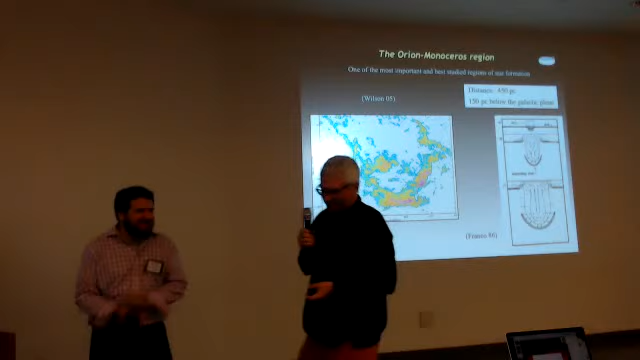 The Orion-Monoceros region
One of the most important and best studied regions of star formation
Distance: 450 pc
150 pc below the galactic plane
(Wilson 05)
(Franco 86)